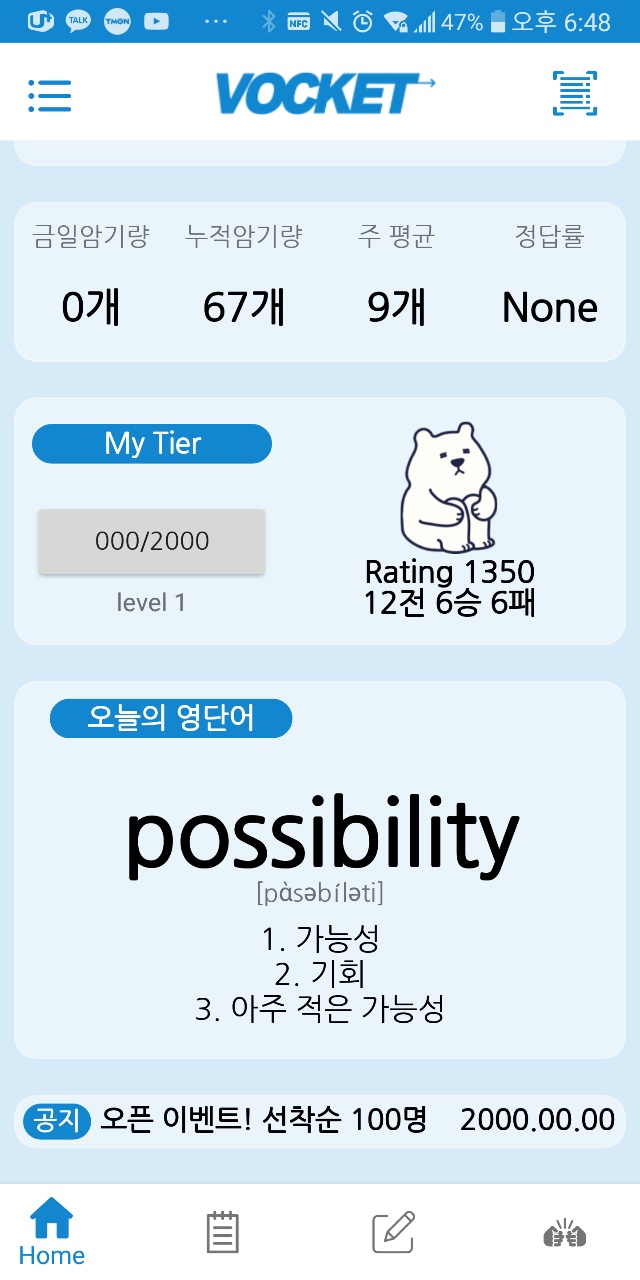 U+ TALK TMON ... NFC 47% 오후 6:48
VOCKET
금일암기량 누적암기량 주 평균 정답률
0개 67개 9개 None
My Tier
000/2000
level 1
Rating 1350
12전 6승 6패
오늘의 영단어
possibility
[pὰsəbíləti]
1. 가능성
2. 기회
3. 아주 적은 가능성
공지 오픈 이벤트! 선착순 100명 2000.00.00
Home